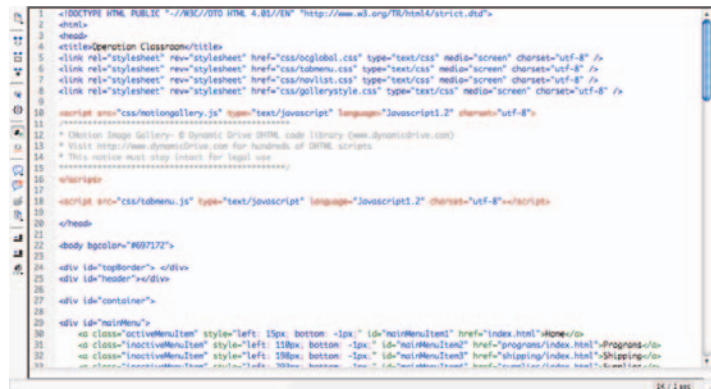 1 <!DOCTYPE HTML PUBLIC "-//W3C//DTD HTML 4.01//EN" "http://www.w3.org/TR/html4/strict.dtd">
2 <html>
3 <head>
4 <title>Operation Classroom</title>
5 <link rel="stylesheet" rev="stylesheet" href="css/ocglobal.css" type="text/css" media="screen" charset="utf-8" />
6 <link rel="stylesheet" rev="stylesheet" href="css/tabmenu.css" type="text/css" media="screen" charset="utf-8" />
7 <link rel="stylesheet" rev="stylesheet" href="css/navlist.css" type="text/css" media="screen" charset="utf-8" />
8 <link rel="stylesheet" rev="stylesheet" href="css/gallerystyle.css" type="text/css" media="screen" charset="utf-8" />
9
10 <script src="css/motiongallery.js" type="text/javascript" language="Javascript1.2" charset="utf-8">
11 /***********************************************
12 * CMotion Image Gallery- © Dynamic Drive DHTML code library (www.dynamicdrive.com)
13 * Visit http://www.dynamicDrive.com for hundreds of DHTML scripts
14 * This notice must stay intact for legal use
15 ***********************************************/
16 </script>
17
18 <script src="css/tabmenu.js" type="text/javascript" language="Javascript1.2" charset="utf-8"></script>
19
20 </head>
21
22 <body bgcolor="#697172">
23
24 <div id="topBorder"> </div>
25 <div id="header"></div>
26
27 <div id="container">
28
29 <div id="mainMenu">
30 <a class="activeMenuItem" style="left: 15px; bottom: -1px;" id="mainMenuItem1" href="index.html">Home</a>
31 <a class="inactiveMenuItem" style="left: 110px; bottom: -1px;" id="mainMenuItem2" href="programs/index.html">Programs</a>
32 <a class="inactiveMenuItem" style="left: 198px; bottom: -1px;" id="mainMenuItem3" href="shipping/index.html">Shipping</a>
1K / 1 sec